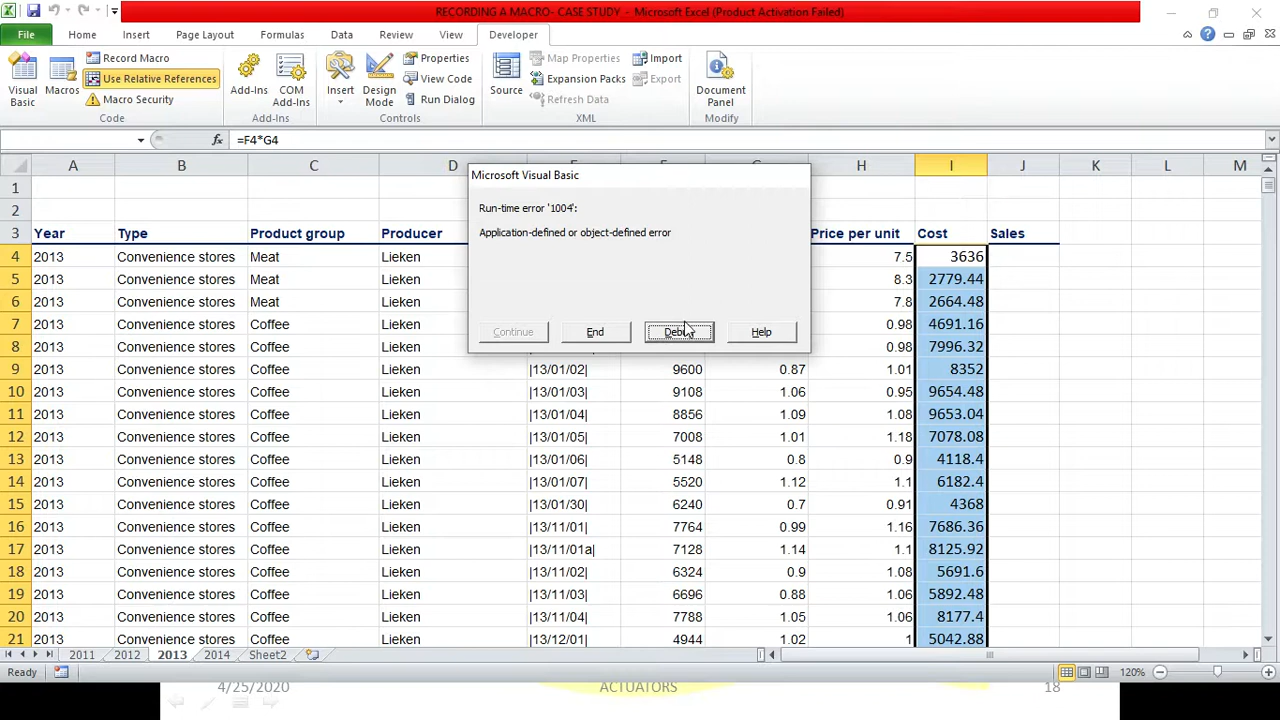 RECORDING A MACRO- CASE STUDY - Microsoft Excel (Product Activation Failed)
File Home Insert Page Layout Formulas Data Review View Developer
Visual Basic
Macros
Record Macro
Use Relative References
Macro Security
Code
Add-Ins
COM Add-Ins
Add-Ins
Insert
Design Mode
Properties
View Code
Run Dialog
Controls
Source
Map Properties
Expansion Packs
Refresh Data
Import
Export
XML
Document Panel
Modify
fx =F4*G4
A B C D H I J K L M
1
2
3 Year Type Product group Producer Price per unit Cost Sales
4 2013 Convenience stores Meat Lieken 7.5 3636
5 2013 Convenience stores Meat Lieken 8.3 2779.44
6 2013 Convenience stores Meat Lieken 7.8 2664.48
7 2013 Convenience stores Coffee Lieken 0.98 4691.16
8 2013 Convenience stores Coffee Lieken 0.98 7996.32
9 2013 Convenience stores Coffee Lieken |13/01/02| 9600 0.87 1.01 8352
10 2013 Convenience stores Coffee Lieken |13/01/03| 9108 1.06 0.95 9654.48
11 2013 Convenience stores Coffee Lieken |13/01/04| 8856 1.09 1.08 9653.04
12 2013 Convenience stores Coffee Lieken |13/01/05| 7008 1.01 1.18 7078.08
13 2013 Convenience stores Coffee Lieken |13/01/06| 5148 0.8 0.9 4118.4
14 2013 Convenience stores Coffee Lieken |13/01/07| 5520 1.12 1.1 6182.4
15 2013 Convenience stores Coffee Lieken |13/01/30| 6240 0.7 0.91 4368
16 2013 Convenience stores Coffee Lieken |13/11/01| 7764 0.99 1.16 7686.36
17 2013 Convenience stores Coffee Lieken |13/11/01a| 7128 1.14 1.1 8125.92
18 2013 Convenience stores Coffee Lieken |13/11/02| 6324 0.9 1.08 5691.6
19 2013 Convenience stores Coffee Lieken |13/11/03| 6696 0.88 1.06 5892.48
20 2013 Convenience stores Coffee Lieken |13/11/04| 7788 1.05 1.06 8177.4
21 2013 Convenience stores Coffee Lieken |13/12/01| 4944 1.02 1 5042.88
Microsoft Visual Basic
Run-time error '1004':
Application-defined or object-defined error
Continue End Debug Help
2011 2012 2013 2014 Sheet2
Ready 120%
4/25/2020 ACTUATORS 18